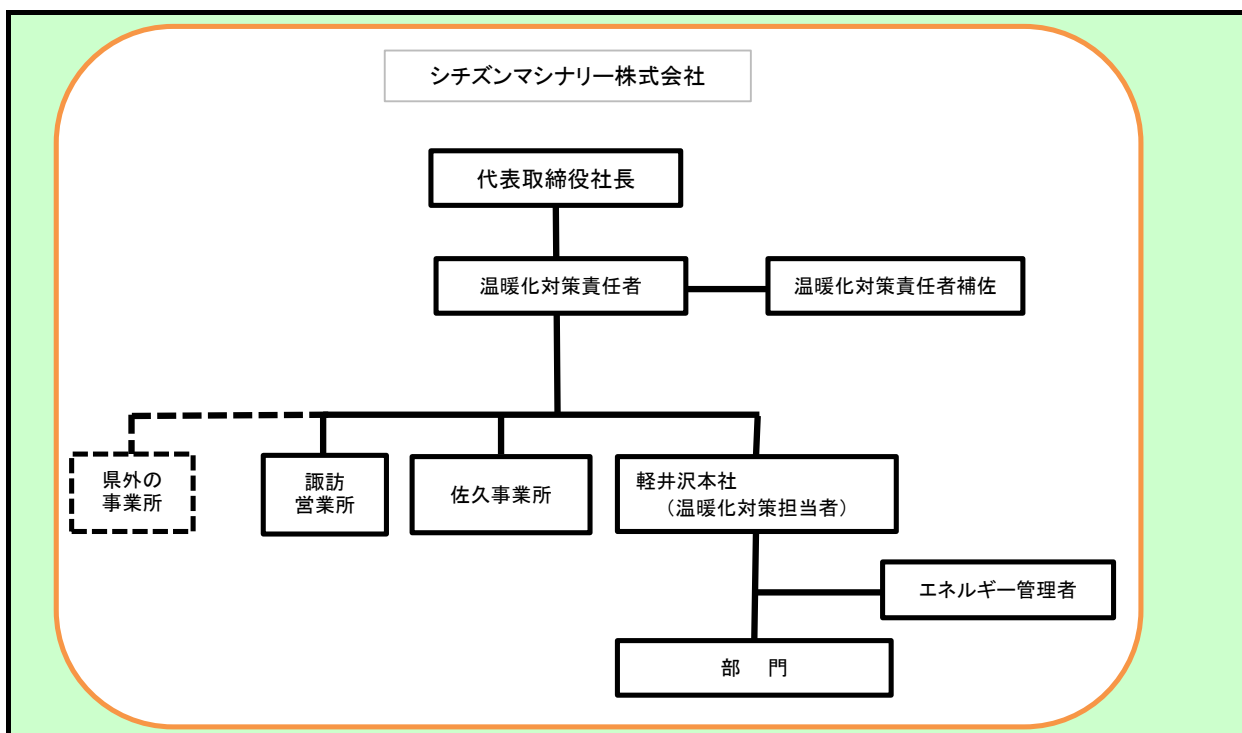 シチズンマシナリー株式会社
代表取締役社長
温暖化対策責任者
温暖化対策責任者補佐
県外の
事業所
諏訪
営業所
佐久事業所
軽井沢本社
（温暖化対策担当者）
エネルギー管理者
部　門